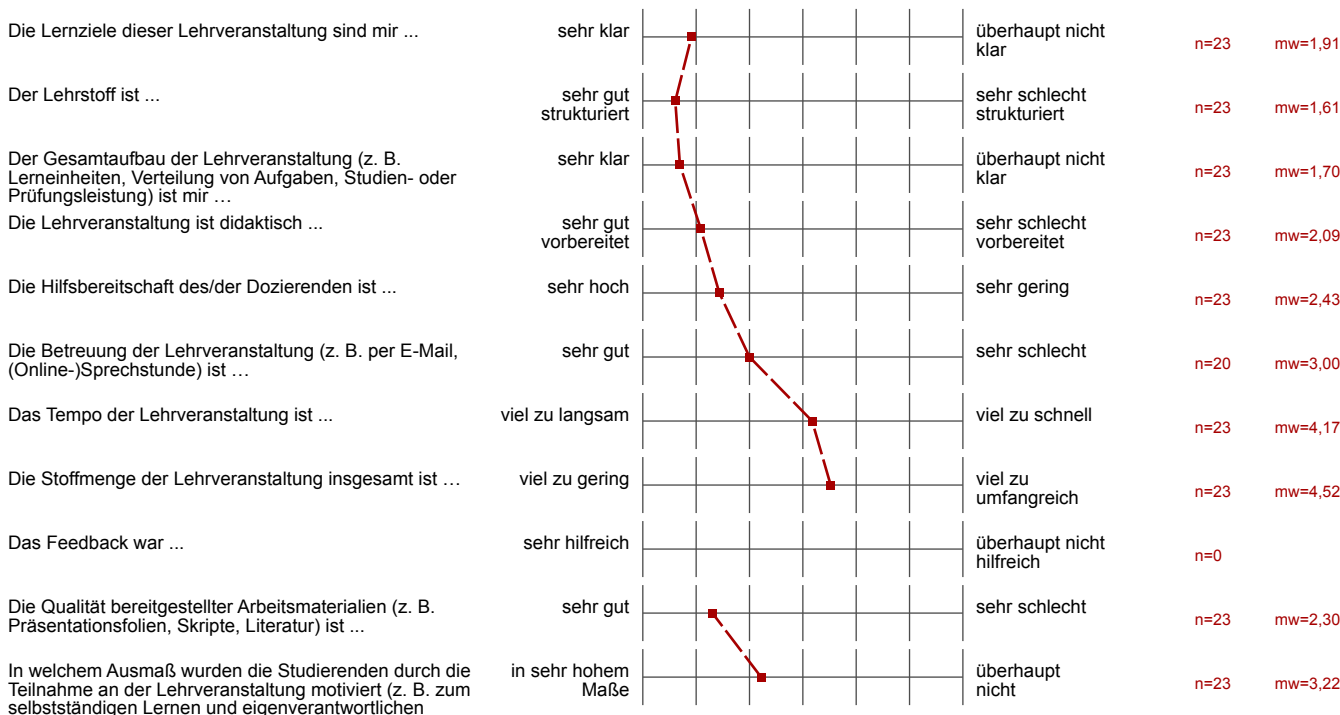 Die Lernziele dieser Lehrveranstaltung sind mir ...
sehr klar
überhaupt nicht
klar
n=23
mw=1,91
Der Lehrstoff ist ...
sehr gut
strukturiert
sehr schlecht
strukturiert
n=23
mw=1,61
Der Gesamtaufbau der Lehrveranstaltung (z. B.
Lerneinheiten, Verteilung von Aufgaben, Studien- oder
Prüfungsleistung) ist mir …
sehr klar
überhaupt nicht
klar
n=23
mw=1,70
Die Lehrveranstaltung ist didaktisch ...
sehr gut
vorbereitet
sehr schlecht
vorbereitet
n=23
mw=2,09
Die Hilfsbereitschaft des/der Dozierenden ist ...
sehr hoch
sehr gering
n=23
mw=2,43
Die Betreuung der Lehrveranstaltung (z. B. per E-Mail,
(Online-)Sprechstunde) ist …
sehr gut
sehr schlecht
n=20
mw=3,00
Das Tempo der Lehrveranstaltung ist ...
viel zu langsam
viel zu schnell
n=23
mw=4,17
Die Stoffmenge der Lehrveranstaltung insgesamt ist …
viel zu gering
viel zu
umfangreich
n=23
mw=4,52
Das Feedback war ...
sehr hilfreich
überhaupt nicht
hilfreich
n=0
Die Qualität bereitgestellter Arbeitsmaterialien (z. B.
Präsentationsfolien, Skripte, Literatur) ist ...
sehr gut
sehr schlecht
n=23
mw=2,30
In welchem Ausmaß wurden die Studierenden durch die
Teilnahme an der Lehrveranstaltung motiviert (z. B. zum
selbstständigen Lernen und eigenverantwortlichen
in sehr hohem
Maße
überhaupt
nicht
n=23
mw=3,22